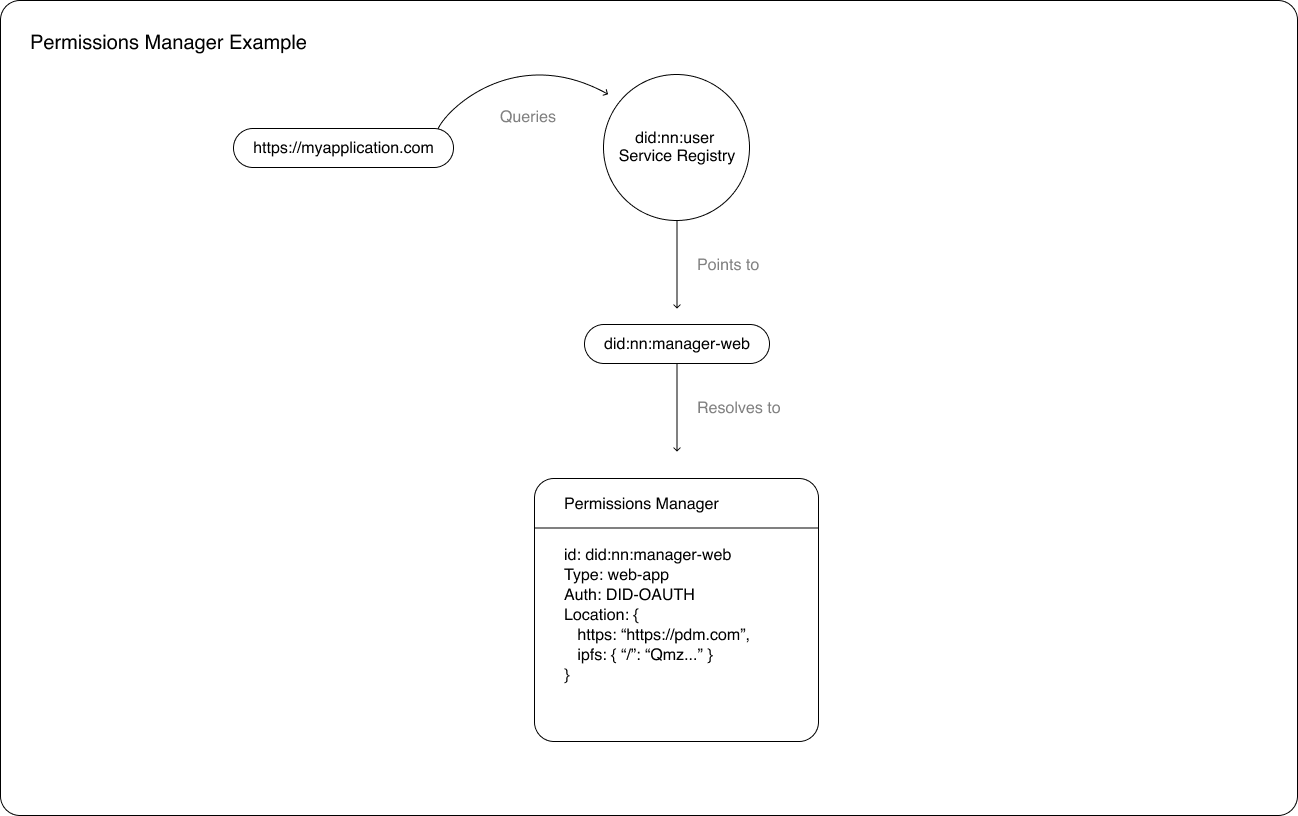 Permissions Manager Example
Queries
https://myapplication.com
did:nn:user
Service Registry
Points to
did:nn:manager-web
Resolves to
Permissions Manager
id: did:nn:manager-web
Type: web-app
Auth: DID-OAUTH
Location: {
https: “https://pdm.com”,
ipfs: { “/”: “Qmz...” }
}